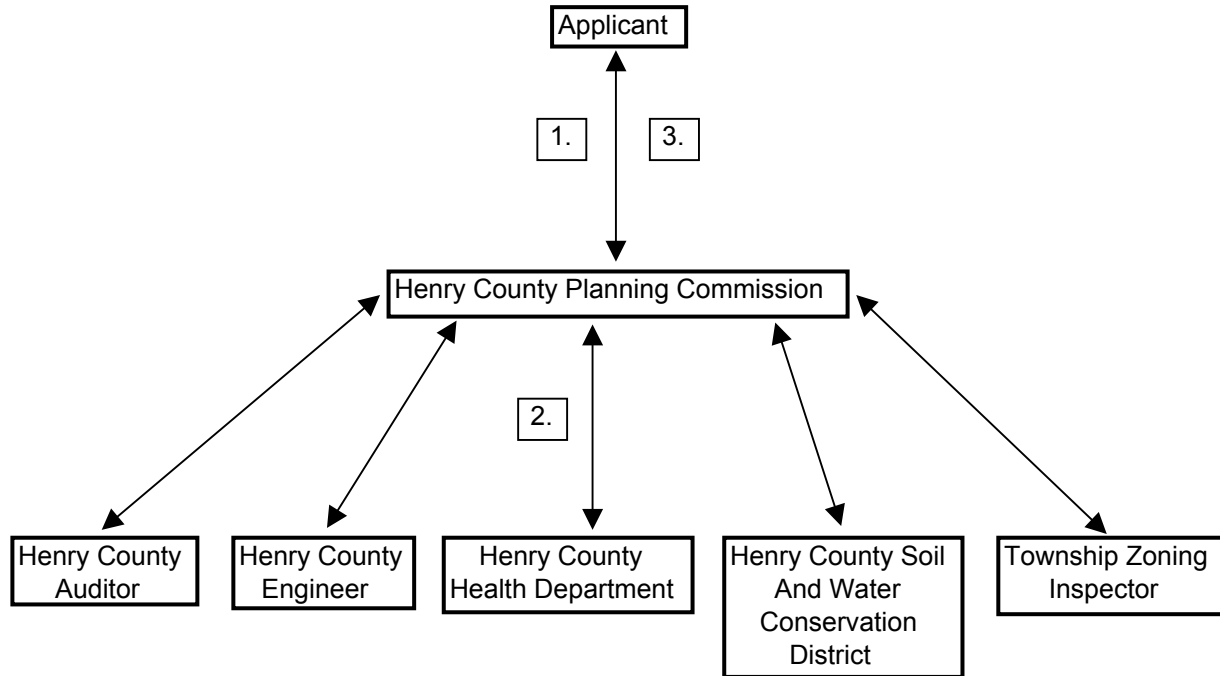 Applicant
1.
3.
Henry County Planning Commission
2.
Henry County
Auditor
Henry County
Engineer
Henry County
Health Department
Henry County Soil
And Water
Conservation
District
Township Zoning
Inspector